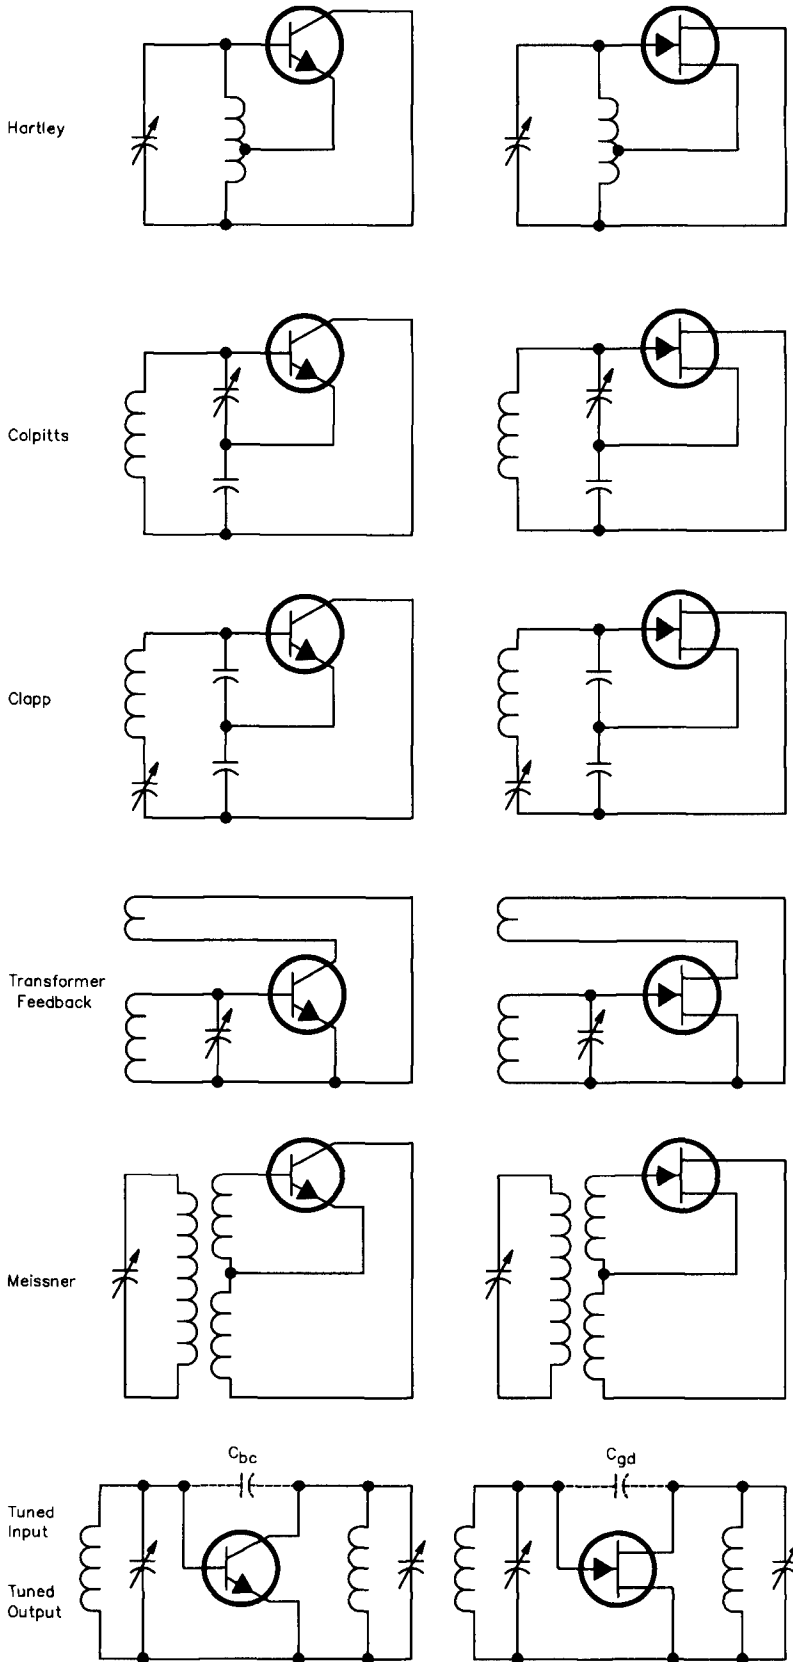 Hartley
Colpitts
Clapp
Transformer
Feedback
Meissner
C_bc
C_gd
Tuned
Input
Tuned
Output